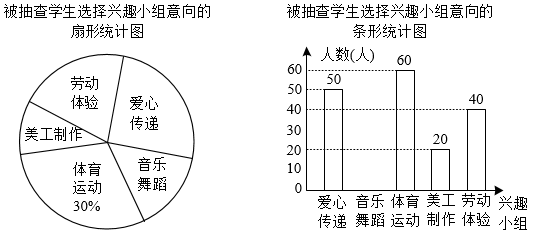 被抽查学生选择兴趣小组意向的
扇形统计图
劳动
体验
爱心
传递
美工制作
体育
运动
30%
音乐
舞蹈
被抽查学生选择兴趣小组意向的
条形统计图
人数(人)
60
50
40
30
20
10
0
50
60
20
40
爱心 音乐 体育 美工 劳动 兴趣
传递 舞蹈 运动 制作 体验 小组